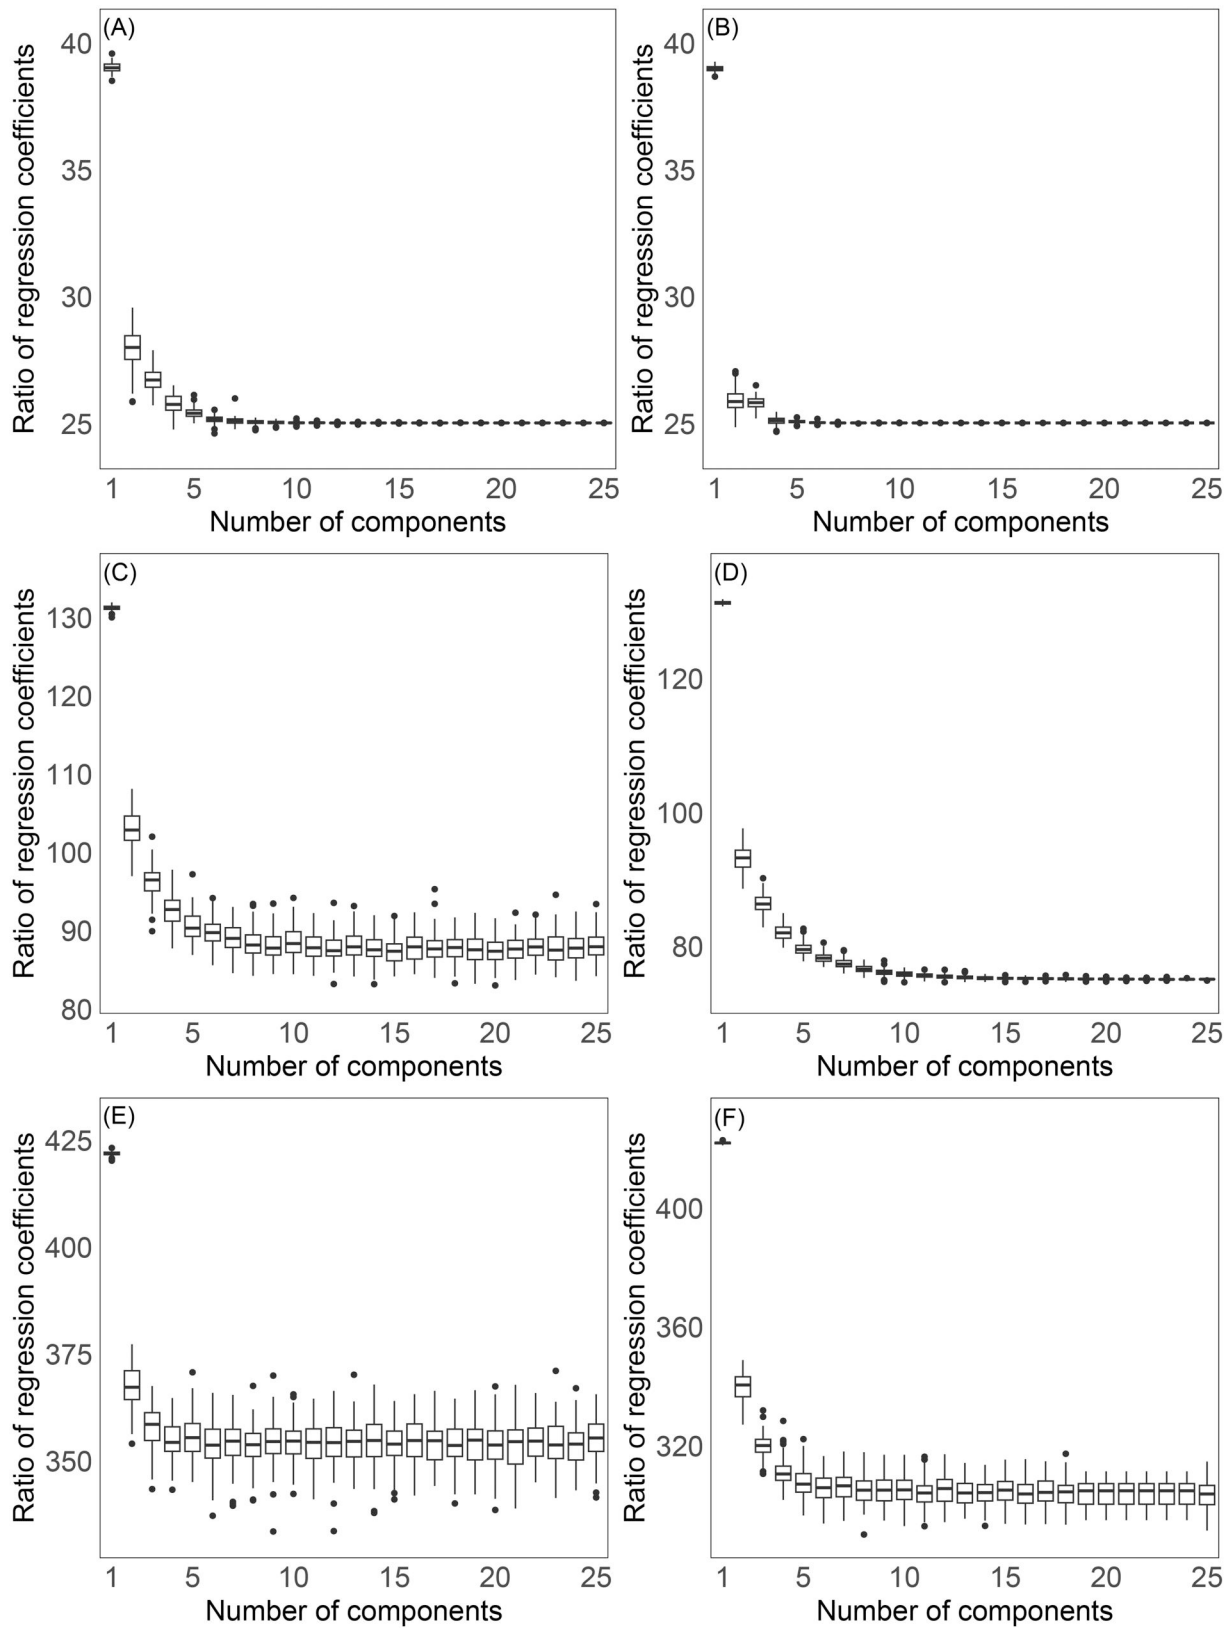 (A)
Ratio of regression coefficients
40
35
30
25
1 5 10 15 20 25
Number of components
(B)
Ratio of regression coefficients
40
35
30
25
1 5 10 15 20 25
Number of components
(C)
Ratio of regression coefficients
130
120
110
100
90
80
1 5 10 15 20 25
Number of components
(D)
Ratio of regression coefficients
120
100
80
1 5 10 15 20 25
Number of components
(E)
Ratio of regression coefficients
425
400
375
350
1 5 10 15 20 25
Number of components
(F)
Ratio of regression coefficients
400
360
320
1 5 10 15 20 25
Number of components